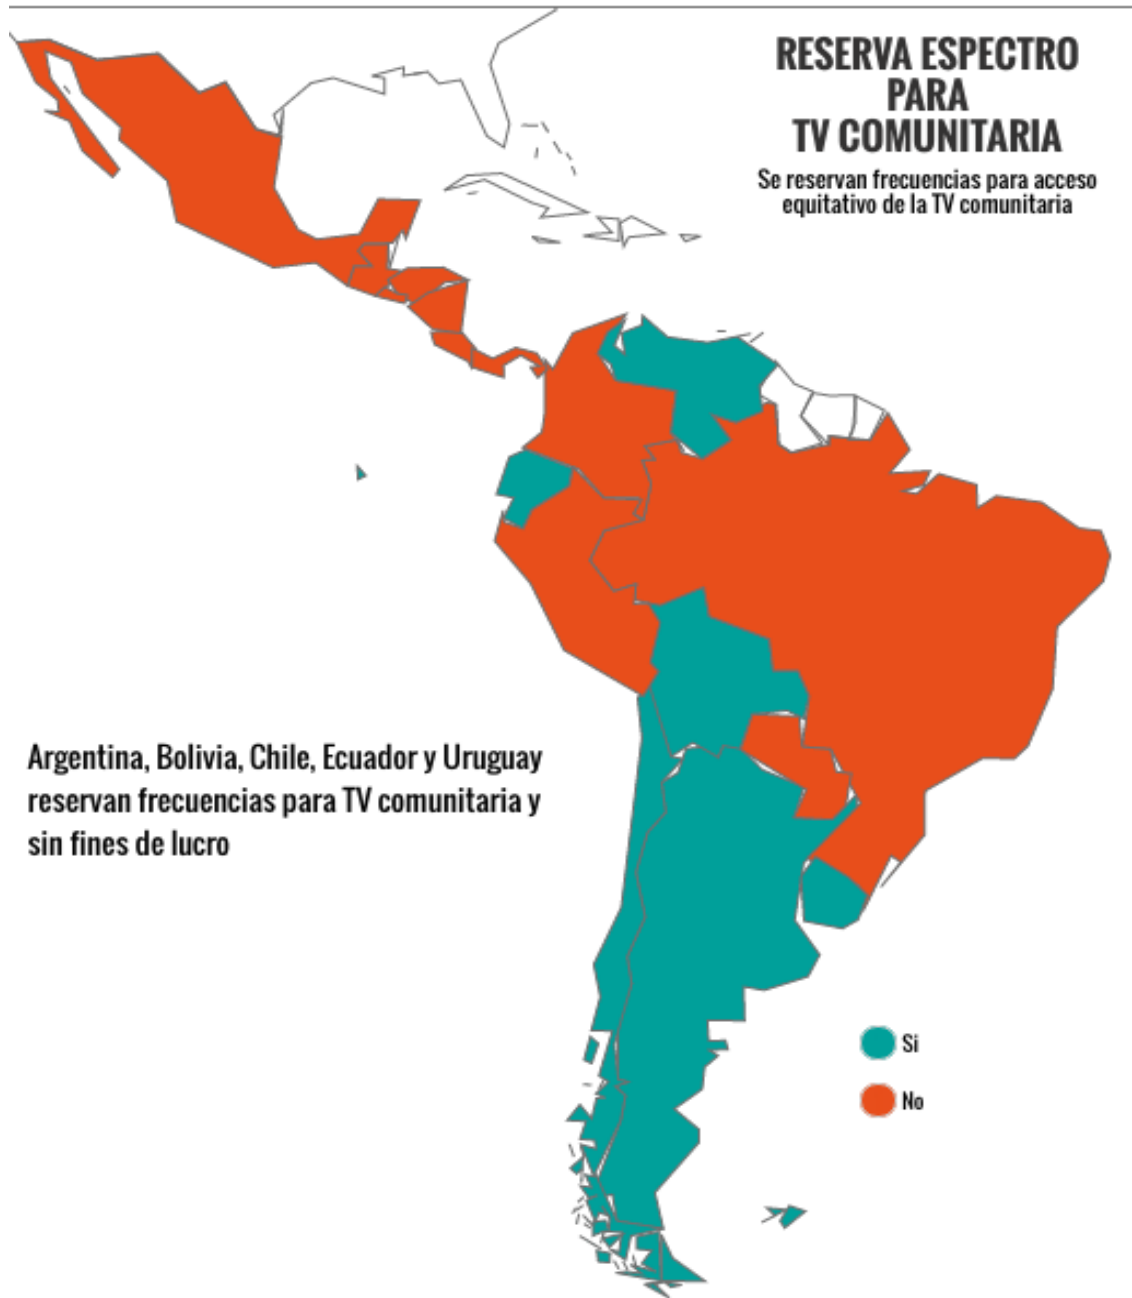 RESERVA ESPECTRO
PARA
TV COMUNITARIA
Se reservan frecuencias para acceso
equitativo de la TV comunitaria
Argentina, Bolivia, Chile, Ecuador y Uruguay
reservan frecuencias para TV comunitaria y
sin fines de lucro
Si
No